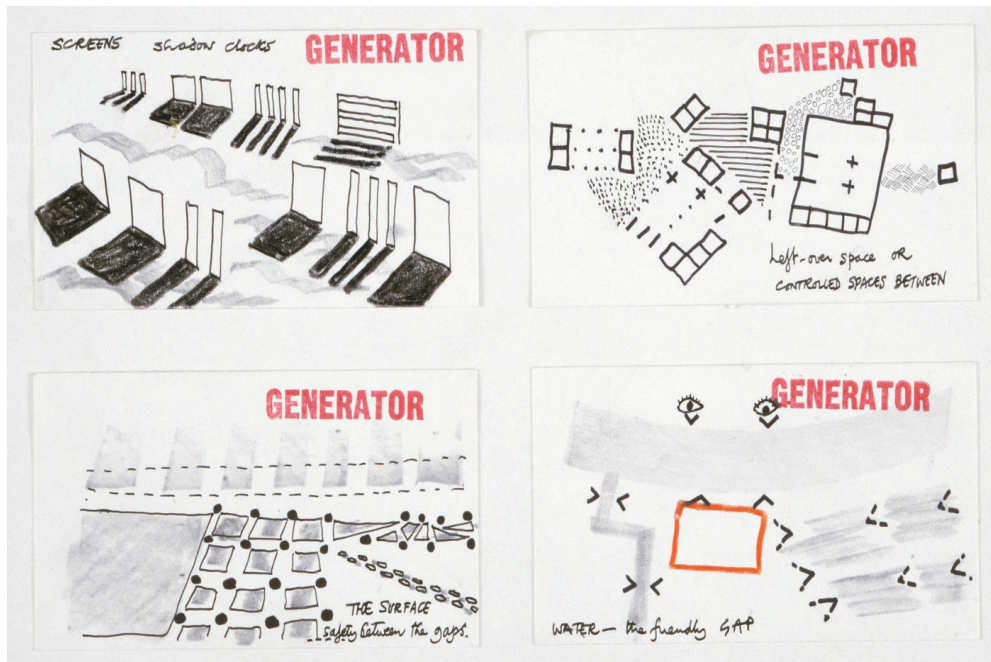 SCREENS shadow clocks GENERATOR
GENERATOR
Left-over space OR
CONTROLLED SPACES BETWEEN
GENERATOR
THE SURFACE
safety between the gaps.
GENERATOR
WATER — the friendly GAP